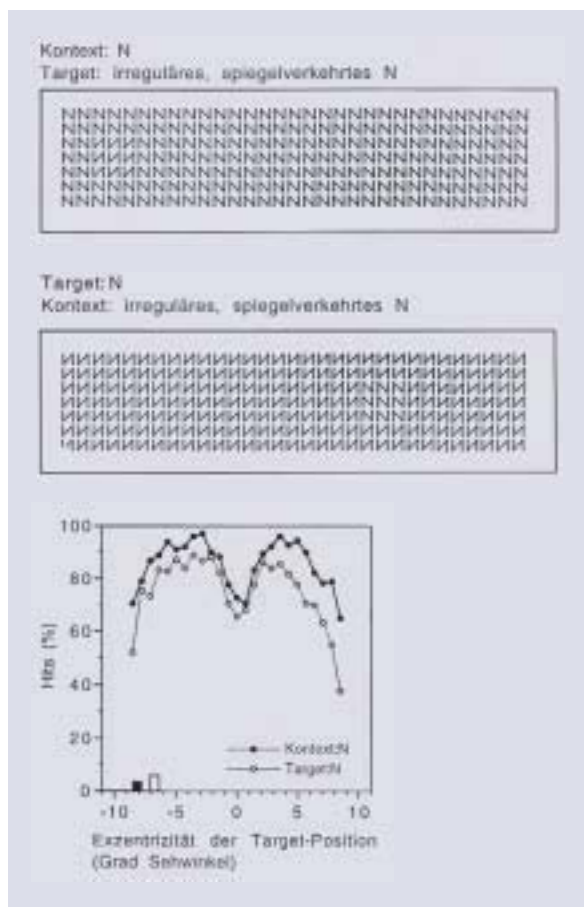 Kontext: N
Target: irreguläres, spiegelverkehrtes N
NNNNNNNNNNNNNNNNNNNNNNNNNNNNNN
Target: N
Kontext: irreguläres, spiegelverkehrtes N
100
80
60
40
20
0
Hits (%)
Kontext:N
Target:N
-10 -5 0 5 10
Exzentrizität der Target-Position
(Grad Sehwinkel)